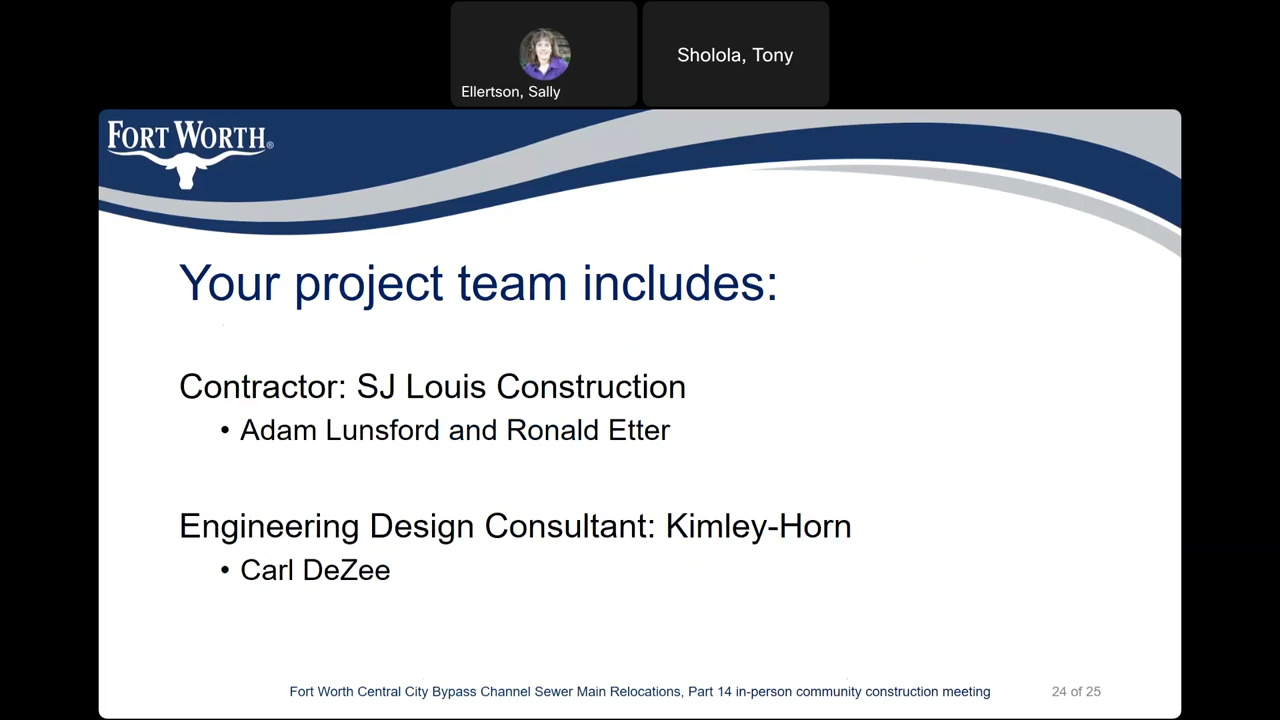 Ellertson, Sally
Sholola, Tony
FORT WORTH®
Your project team includes:
Contractor: SJ Louis Construction
• Adam Lunsford and Ronald Etter
Engineering Design Consultant: Kimley-Horn
• Carl DeZee
Fort Worth Central City Bypass Channel Sewer Main Relocations, Part 14 in-person community construction meeting
24 of 25